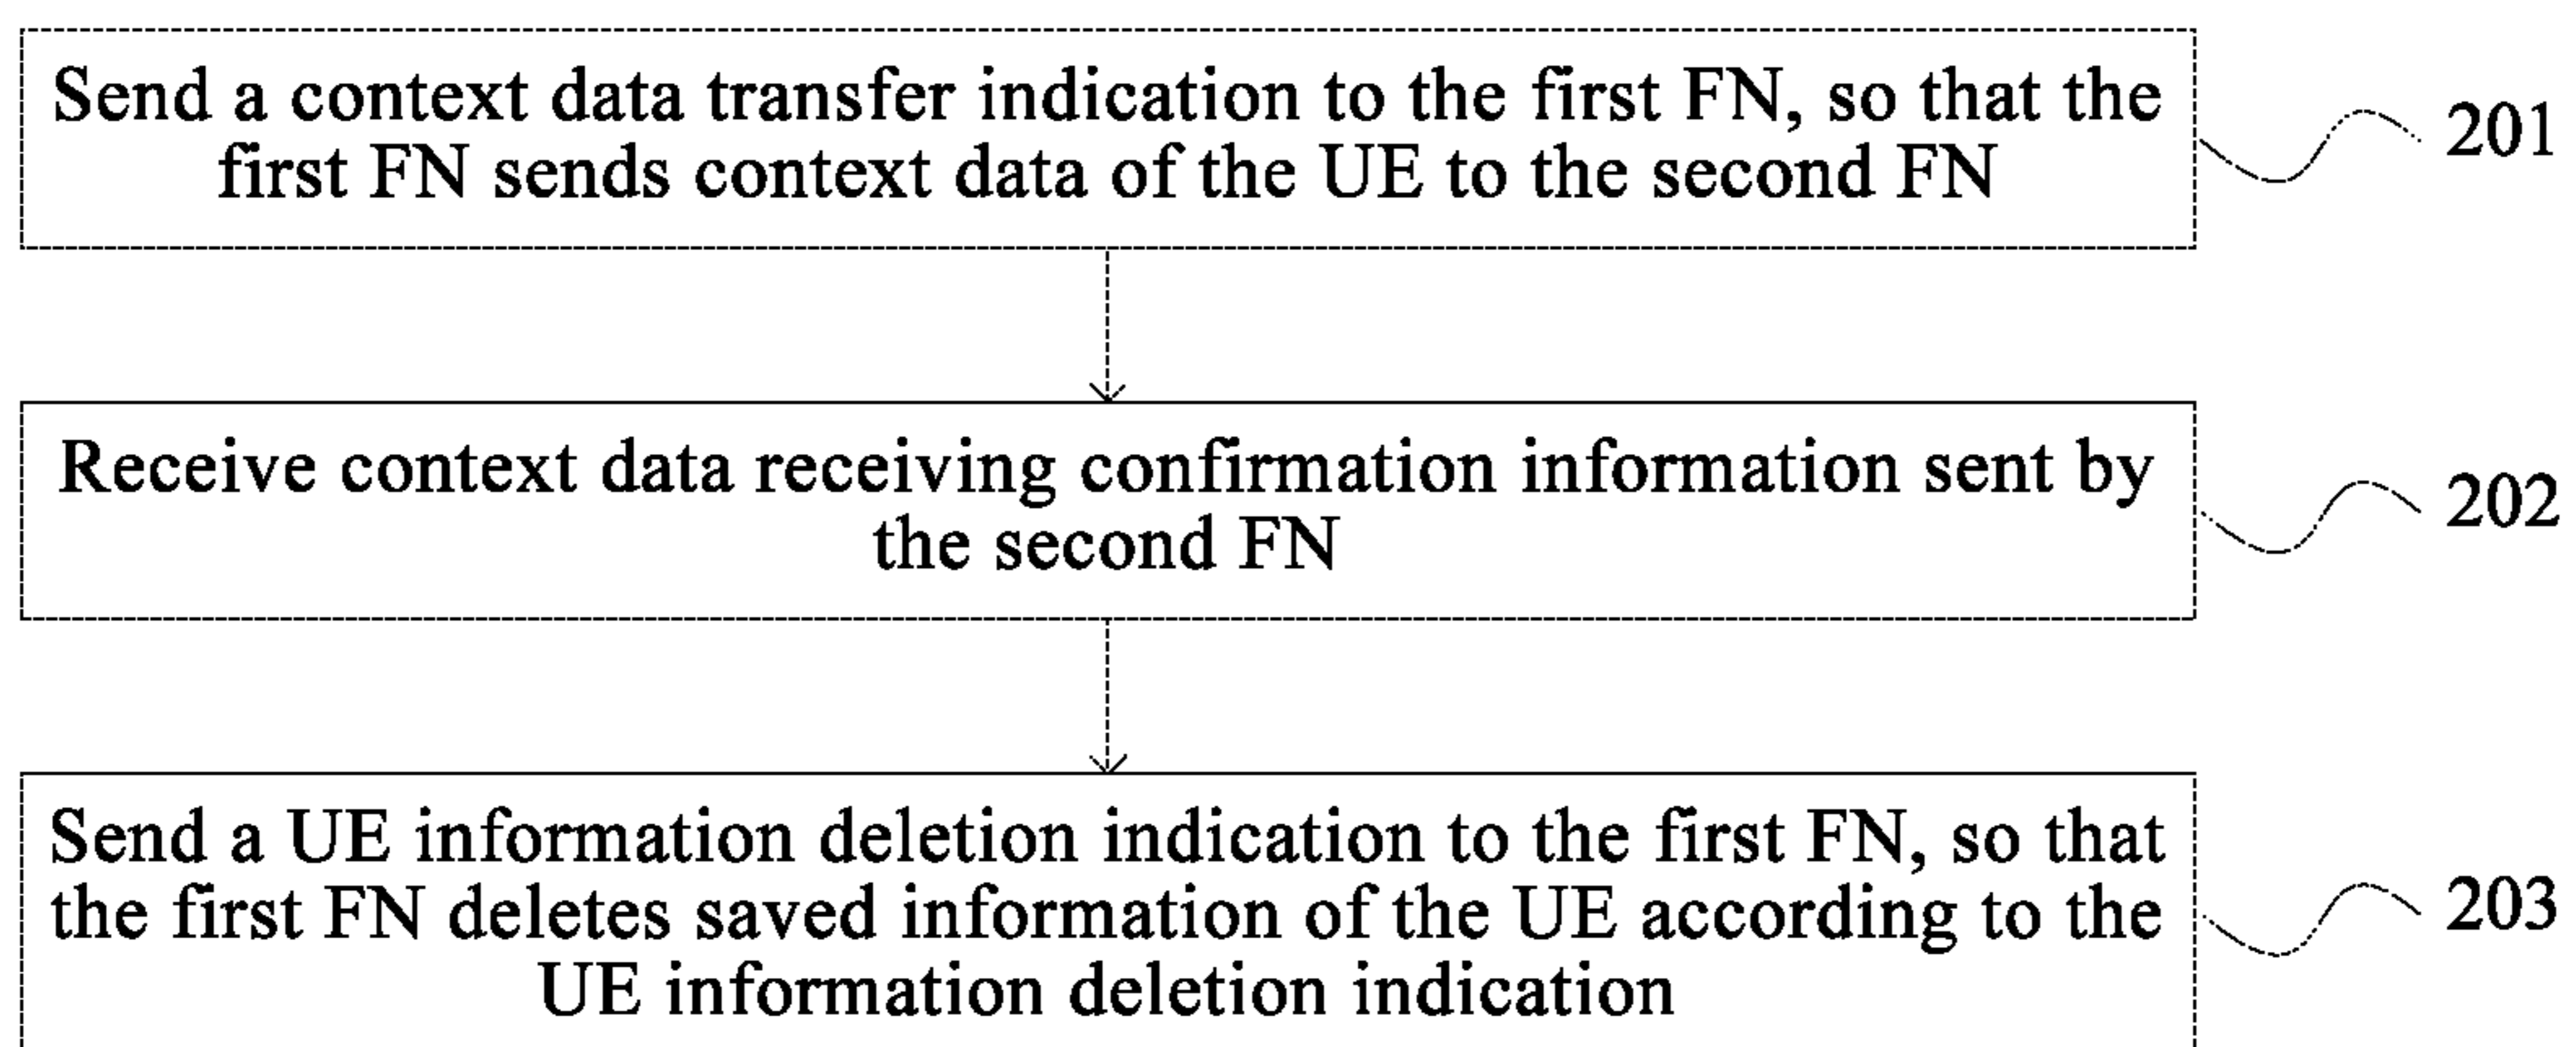 Send a context data transfer indication to the first FN, so that the
first FN sends context data of the UE to the second FN
201
Receive context data receiving confirmation information sent by
the second FN
202
Send a UE information deletion indication to the first FN, so that
the first FN deletes saved information of the UE according to the
UE information deletion indication
203